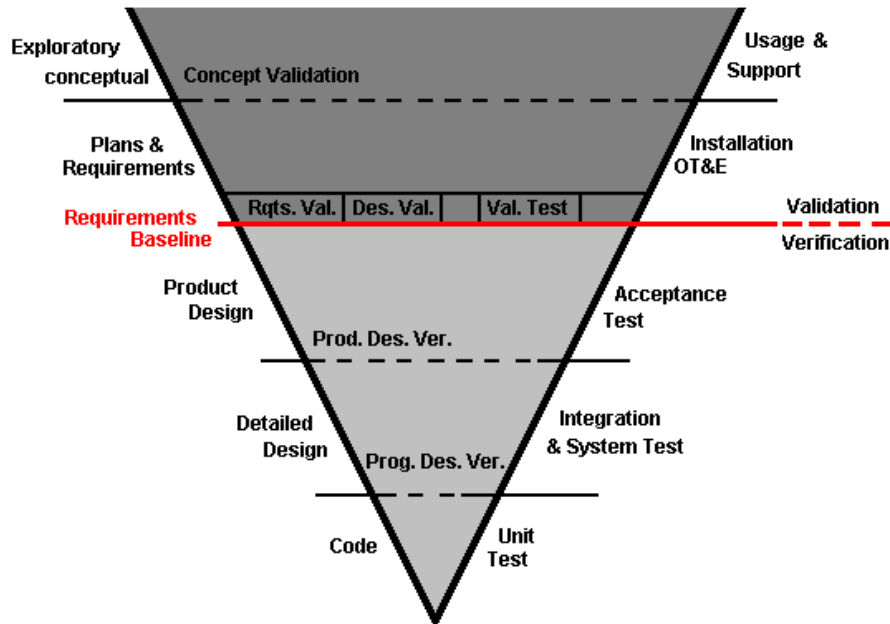 Exploratory
conceptual
Concept Validation
Usage &
Support
Plans &
Requirements
Installation
OT&E
Rqts. Val.
Des. Val.
Val. Test
Requirements
Baseline
Validation
Verification
Product
Design
Acceptance
Test
Prod. Des. Ver.
Detailed
Design
Integration
& System Test
Prog. Des. Ver.
Code
Unit
Test